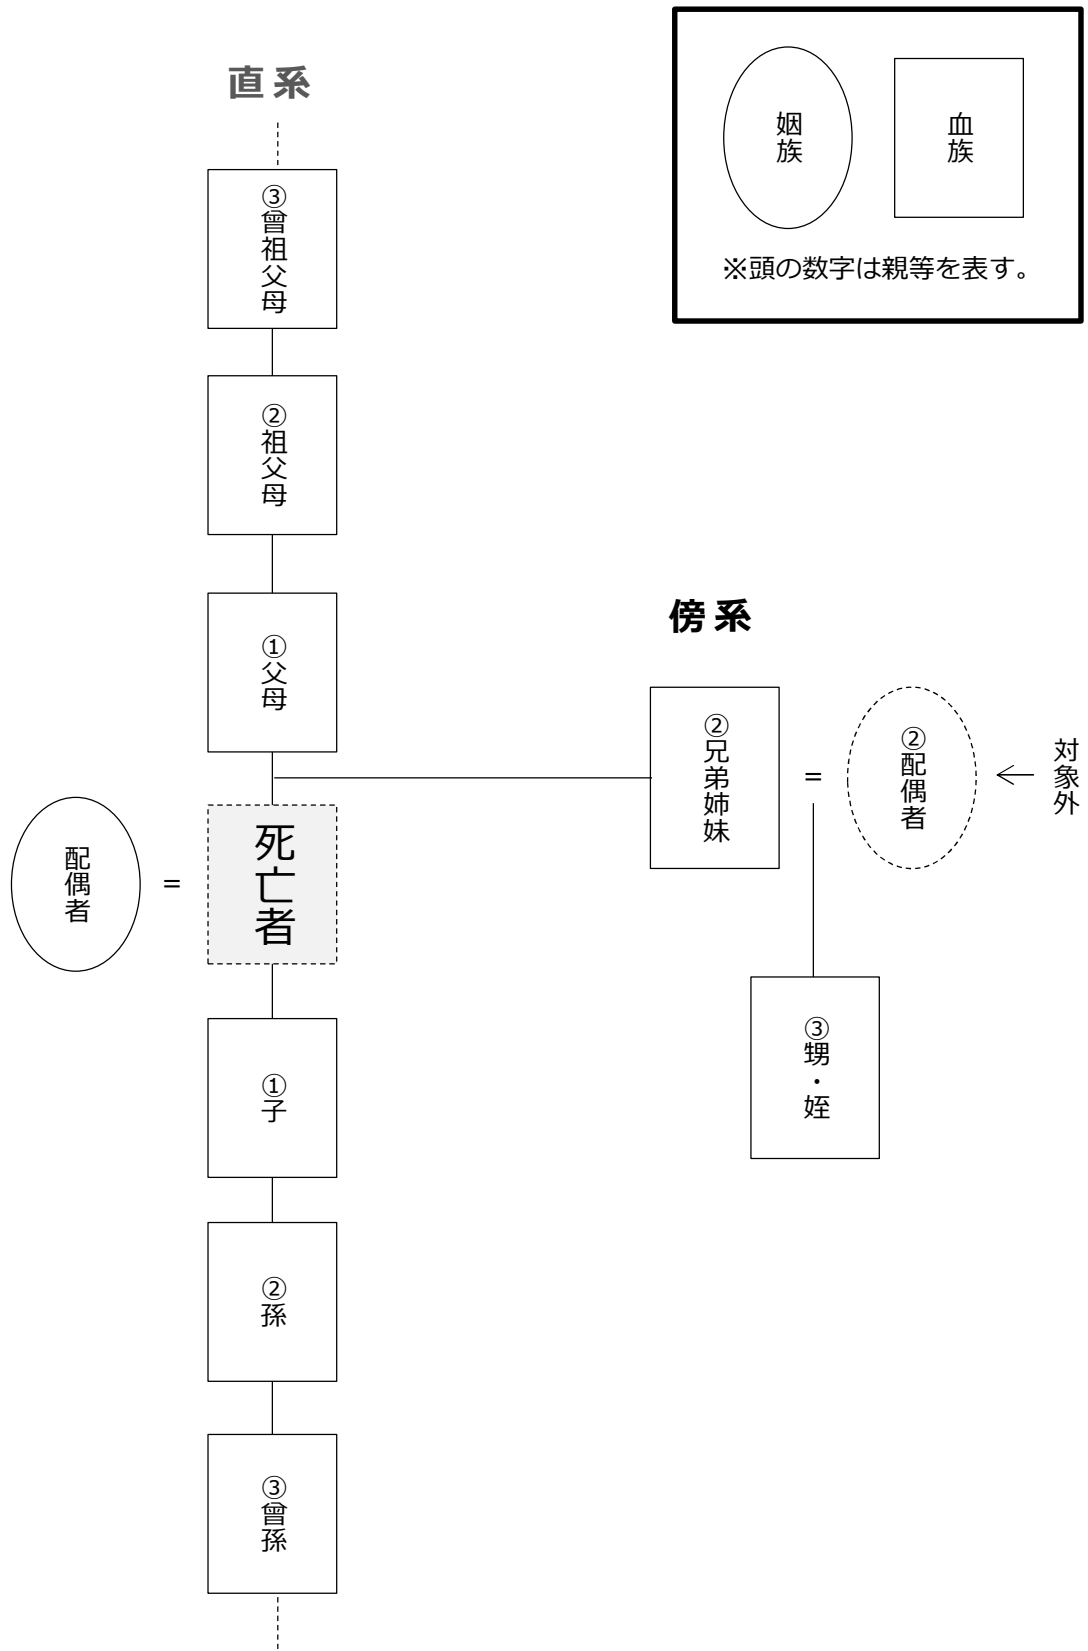 直系
姻族
血族
※頭の数字は親等を表す。
③曾祖父母
②祖父母
①父母
傍系
②兄弟姉妹
=
②配偶者
対象外
配偶者
=
死亡者
①子
③甥・姪
②孫
③曾孫